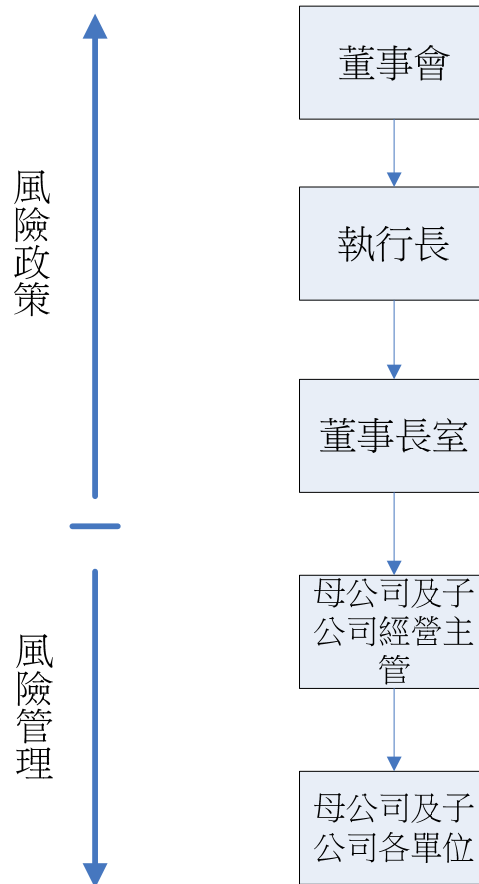 董事會
執行長
董事長室
母公司及子
公司經營主
管
母公司及子
公司各單位
風險政策
風險管理